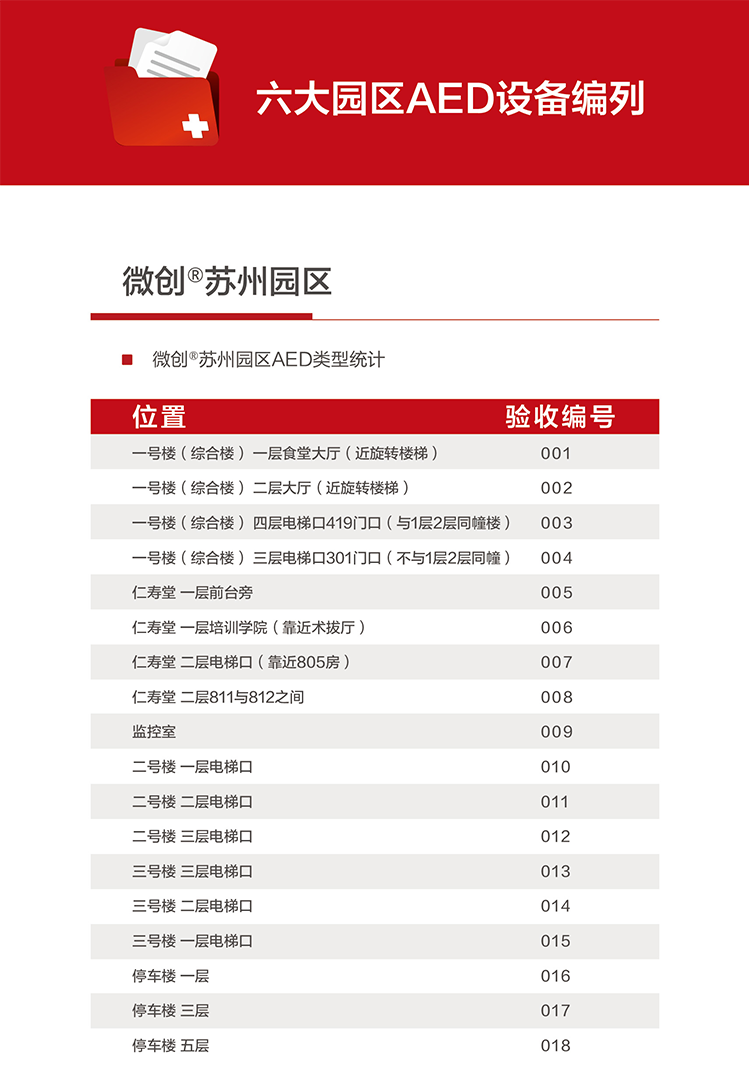 六大园区AED设备编列
微创®苏州园区
微创®苏州园区AED类型统计
位置 验收编号
一号楼（综合楼） 一层食堂大厅（近旋转楼梯） 001
一号楼（综合楼） 二层大厅（近旋转楼梯） 002
一号楼（综合楼） 四层电梯口419门口（与1层2层同幢楼） 003
一号楼（综合楼） 三层电梯口301门口（不与1层2层同幢） 004
仁寿堂 一层前台旁 005
仁寿堂 一层培训学院（靠近术拔厅） 006
仁寿堂 二层电梯口（靠近805房） 007
仁寿堂 二层811与812之间 008
监控室 009
二号楼 一层电梯口 010
二号楼 二层电梯口 011
二号楼 三层电梯口 012
三号楼 三层电梯口 013
三号楼 二层电梯口 014
三号楼 一层电梯口 015
停车楼 一层 016
停车楼 三层 017
停车楼 五层 018